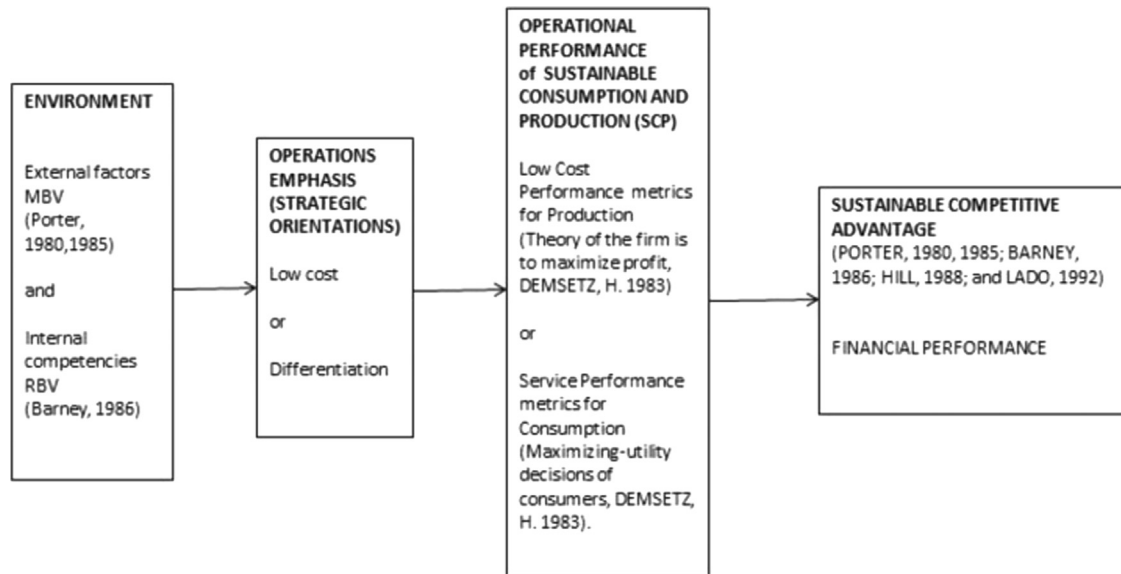 ENVIRONMENT
External factors
MBV
(Porter,
1980,1985)
and
Internal
competencies
RBV
(Barney, 1986)
OPERATIONS
EMPHASIS
(STRATEGIC
ORIENTATIONS)
Low cost
or
Differentiation
OPERATIONAL
PERFORMANCE
of SUSTAINABLE
CONSUMPTION AND
PRODUCTION (SCP)
Low Cost
Performance metrics
for Production
(Theory of the firm is
to maximize profit,
DEMSETZ, H. 1983)
or
Service Performance
metrics for
Consumption
(Maximizing-utility
decisions of
consumers, DEMSETZ,
H. 1983).
SUSTAINABLE COMPETITIVE
ADVANTAGE
(PORTER, 1980, 1985; BARNEY,
1986; HILL, 1988; and LADO, 1992)
FINANCIAL PERFORMANCE